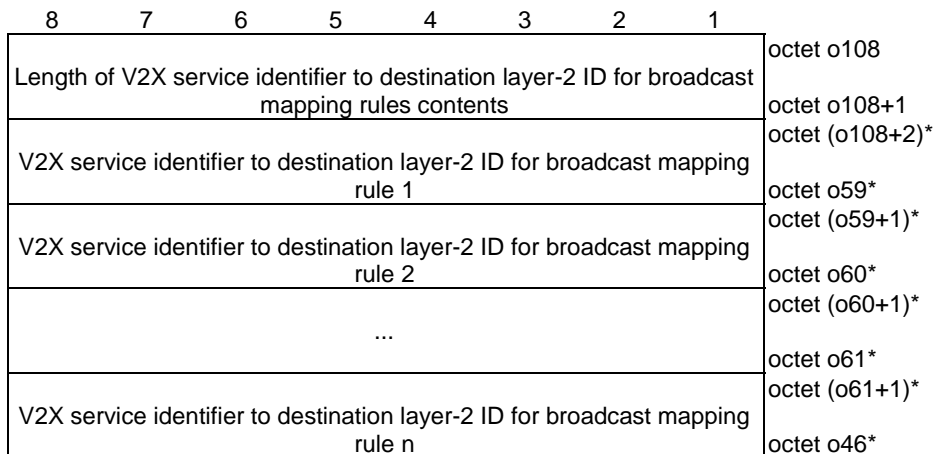 8 7 6 5 4 3 2 1
octet o108
Length of V2X service identifier to destination layer-2 ID for broadcast
mapping rules contents
octet o108+1
octet (o108+2)*
V2X service identifier to destination layer-2 ID for broadcast mapping
rule 1
octet o59*
octet (o59+1)*
V2X service identifier to destination layer-2 ID for broadcast mapping
rule 2
octet o60*
octet (o60+1)*
...
octet o61*
octet (o61+1)*
V2X service identifier to destination layer-2 ID for broadcast mapping
rule n
octet o46*